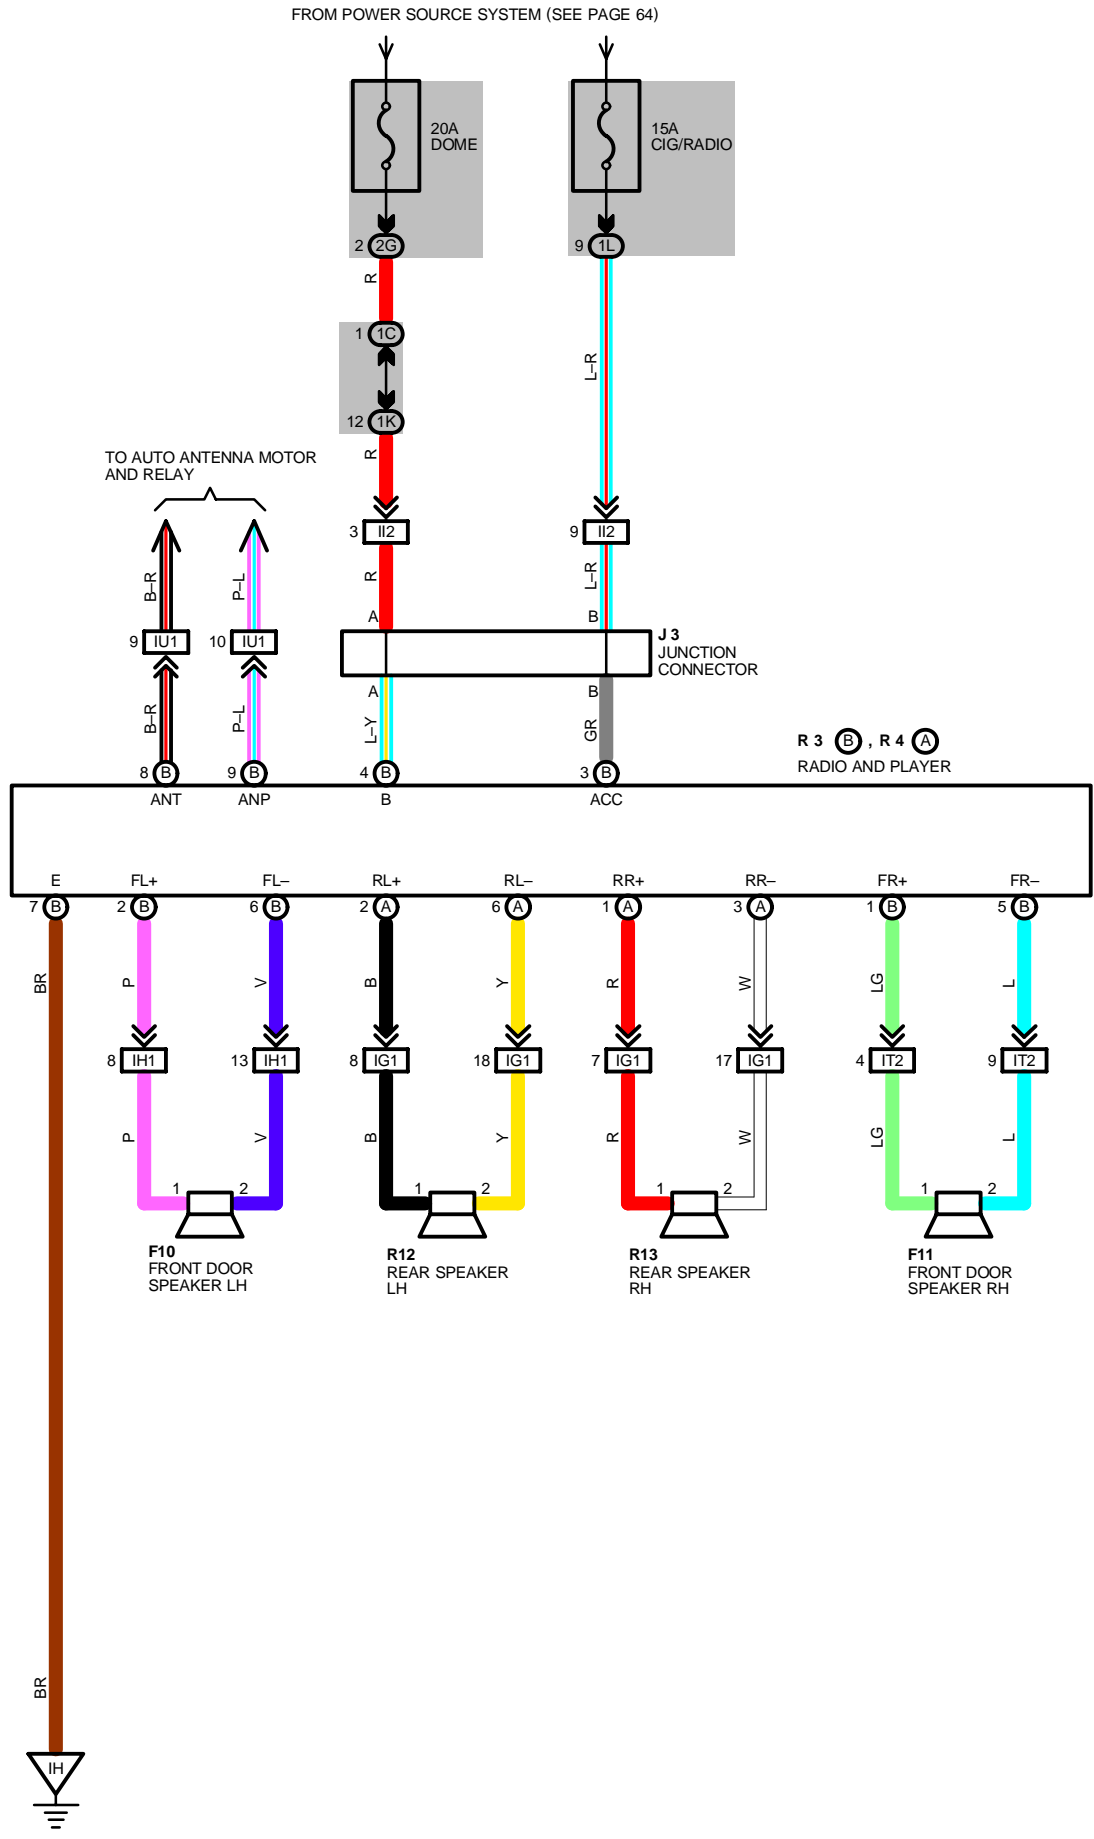 FROM POWER SOURCE SYSTEM (SEE PAGE 64)
20A
DOME
15A
CIG/RADIO
2 2G
9 1L
R
1 1C
L–R
12 1K
R
TO AUTO ANTENNA MOTOR
AND RELAY
3 II2
9 II2
B–R
P–L
R
L–R
A
B
9 IU1
10 IU1
J 3
JUNCTION
CONNECTOR
A
B
B–R
P–L
L–Y
GR
R 3 B , R 4 A
RADIO AND PLAYER
8 B
9 B
4 B
3 B
ANT
ANP
B
ACC
E
FL+
FL–
RL+
RL–
RR+
RR–
FR+
FR–
7 B
2 B
6 B
2 A
6 A
1 A
3 A
1 B
5 B
BR
P
V
B
Y
R
W
LG
L
8 IH1
13 IH1
8 IG1
18 IG1
7 IG1
17 IG1
4 IT2
9 IT2
P
V
B
Y
R
W
LG
L
1 2
1 2
1 2
1 2
F10
FRONT DOOR
SPEAKER LH
R12
REAR SPEAKER
LH
R13
REAR SPEAKER
RH
F11
FRONT DOOR
SPEAKER RH
BR
IH